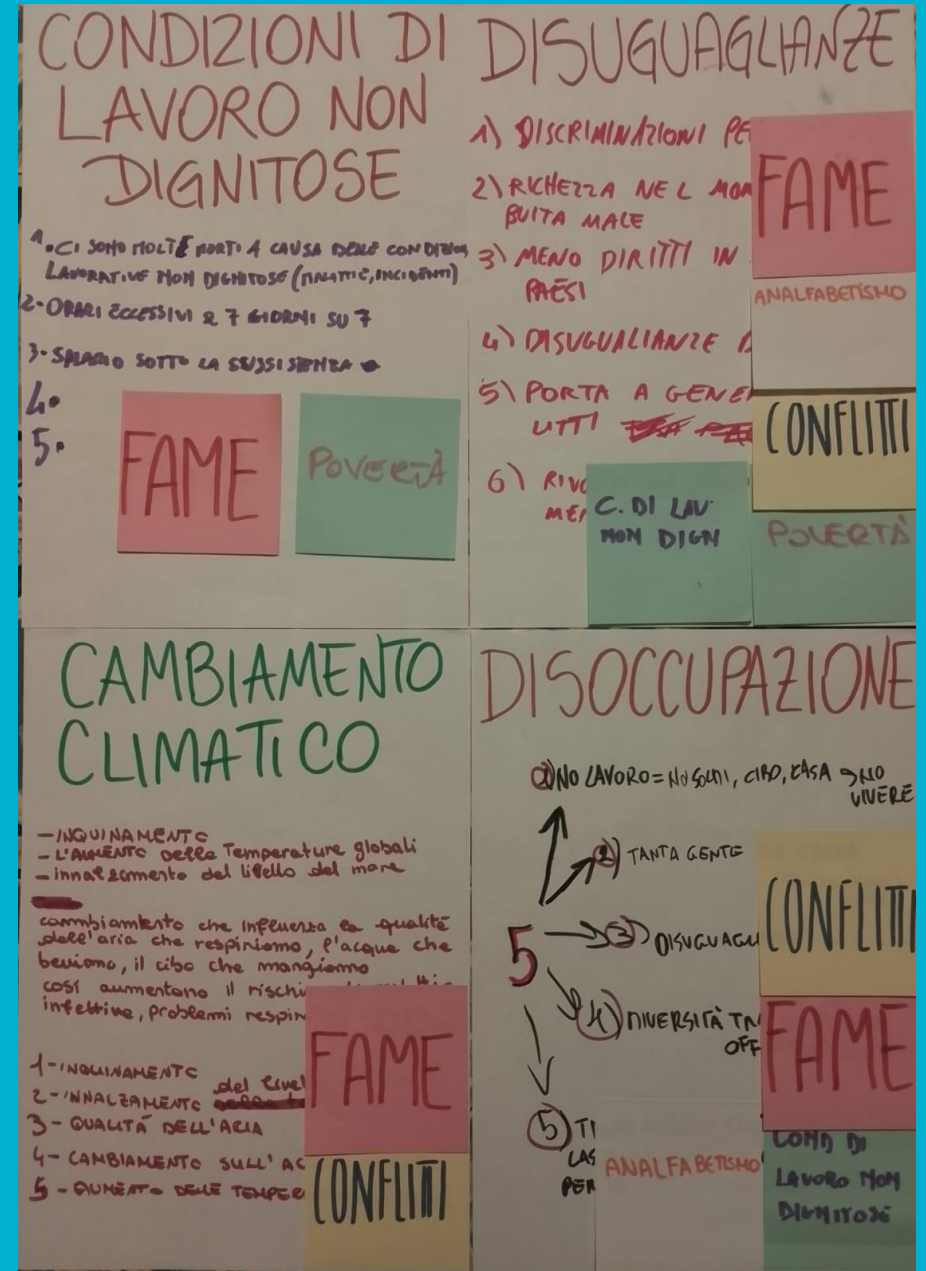 CONDIZIONI DI
LAVORO NON
DIGNITOSE
1. CI SONO MOLTE MORTI A CAUSA DELLE CONDIZIONI
LAVORATIVE NON DIGNITOSE (MALATTIE, INCIDENTI)
2- ORARI ECCESSIVI e 7 GIORNI SU 7
3- SALARIO SOTTO LA SUSSISTENZA
4.
5.
FAME
POVERTÀ
DISUGUAGLIANZE
1) DISCRIMINAZIONI PE
2) RICHEZZA NEL MON
BUITA MALE
3) MENO DIRITTI IN
PAESI
4) DISUGUALIANZE
5) PORTA A GENE
LITTI
6) RIVO
ME
FAME
ANALFABETISMO
CONFLITTI
C. DI LAV.
NON DIGN
POVERTÀ
CAMBIAMENTO
CLIMATICO
- INQUINAMENTO
- L'AUMENTO delle Temperature globali
- innalzamento del livello del mare
cambiamento che influenza la qualità
dell'aria che respiriamo, l'acqua che
beviamo, il cibo che mangiamo
così aumentano il rischi
infettive, problemi respir
1- INQUINAMENTO
2- INNALZAMENTO del livel
3- QUALITÀ DELL'ARIA
4- CAMBIAMENTO SULL' AC
5- AUMENTO DELLE TEMPER
FAME
CONFLITTI
DISOCCUPAZIONE
1) NO LAVORO = NO SOLDI, CIBO, CASA → NO
VIVERE
2) TANTA GENTE
3) DISUGUAGLI
4) DIVERSITÀ TRA
OFF
5
5) TI
LAS
PER
CONFLITTI
FAME
ANALFABETISMO
COND DI
LAVORO NON
DIGNITOSE